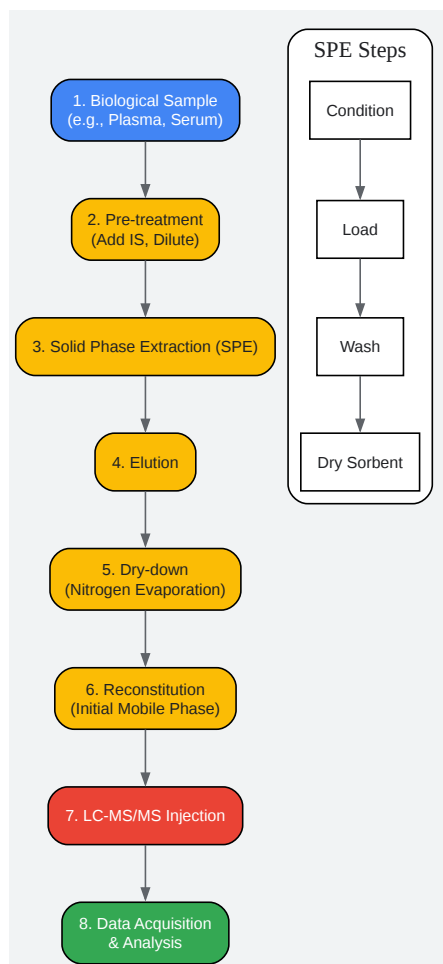 1. Biological Sample
(e.g., Plasma, Serum)
2. Pre-treatment
(Add IS, Dilute)
3. Solid Phase Extraction (SPE)
4. Elution
5. Dry-down
(Nitrogen Evaporation)
6. Reconstitution
(Initial Mobile Phase)
7. LC-MS/MS Injection
8. Data Acquisition
& Analysis
SPE Steps
Condition
Load
Wash
Dry Sorbent